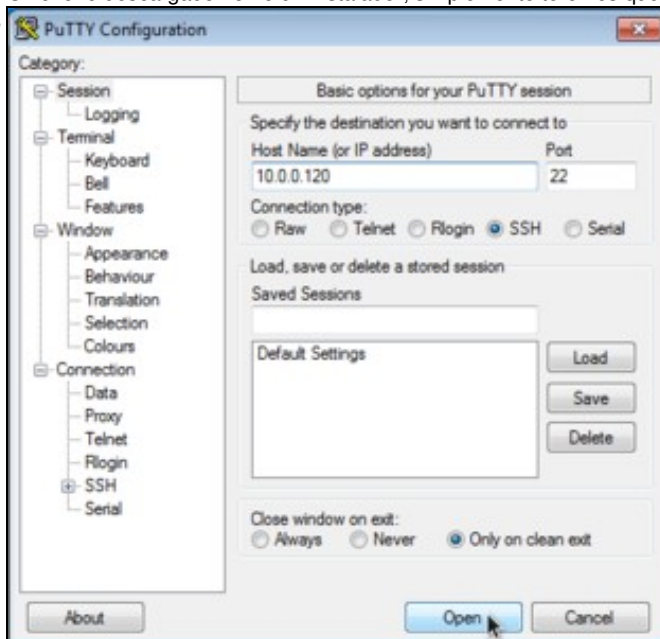 PuTTY Configuration
Category:
Session
Logging
Terminal
Keyboard
Bell
Features
Window
Appearance
Behaviour
Translation
Selection
Colours
Connection
Data
Proxy
Telnet
Rlogin
SSH
Serial
Basic options for your PuTTY session
Specify the destination you want to connect to
Host Name (or IP address) Port
10.0.0.120 22
Connection type:
Raw Telnet Rlogin SSH Serial
Load, save or delete a stored session
Saved Sessions
Default Settings
Load
Save
Delete
Close window on exit:
Always Never Only on clean exit
About Open Cancel